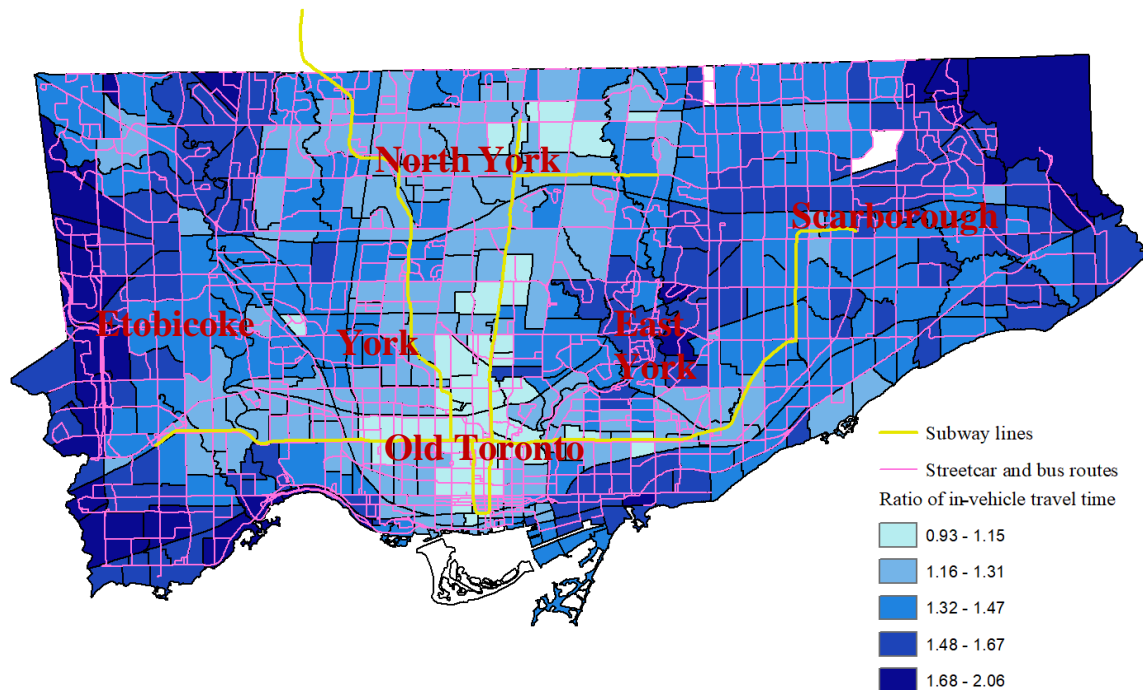 North York
Scarborough
Etobicoke
York
East
York
Old Toronto
Subway lines
Streetcar and bus routes
Ratio of in-vehicle travel time
0.93 - 1.15
1.16 - 1.31
1.32 - 1.47
1.48 - 1.67
1.68 - 2.06